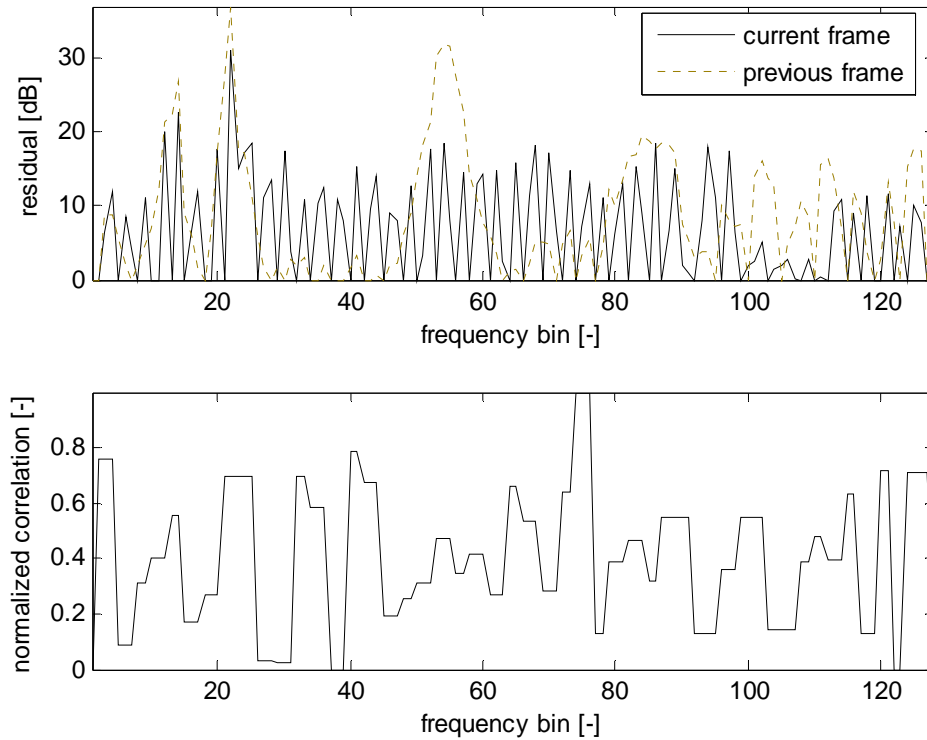 current frame
previous frame
residual [dB]
30
20
10
0
20 40 60 80 100 120
frequency bin [-]
normalized correlation [-]
0.8
0.6
0.4
0.2
0
20 40 60 80 100 120
frequency bin [-]